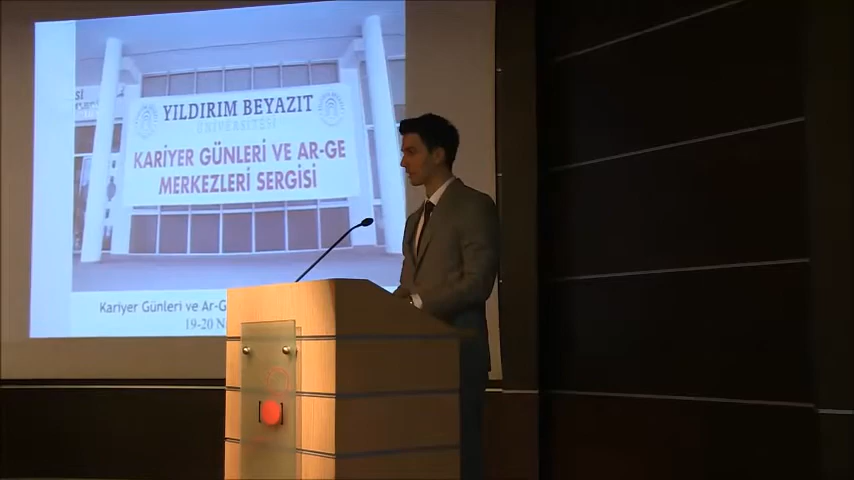 YILDIRIM BEYAZIT
ÜNİVERSİTESİ
KARİYER GÜNLERİ VE AR-GE
MERKEZLERİ SERGİSİ
Kariyer Günleri ve
19-20